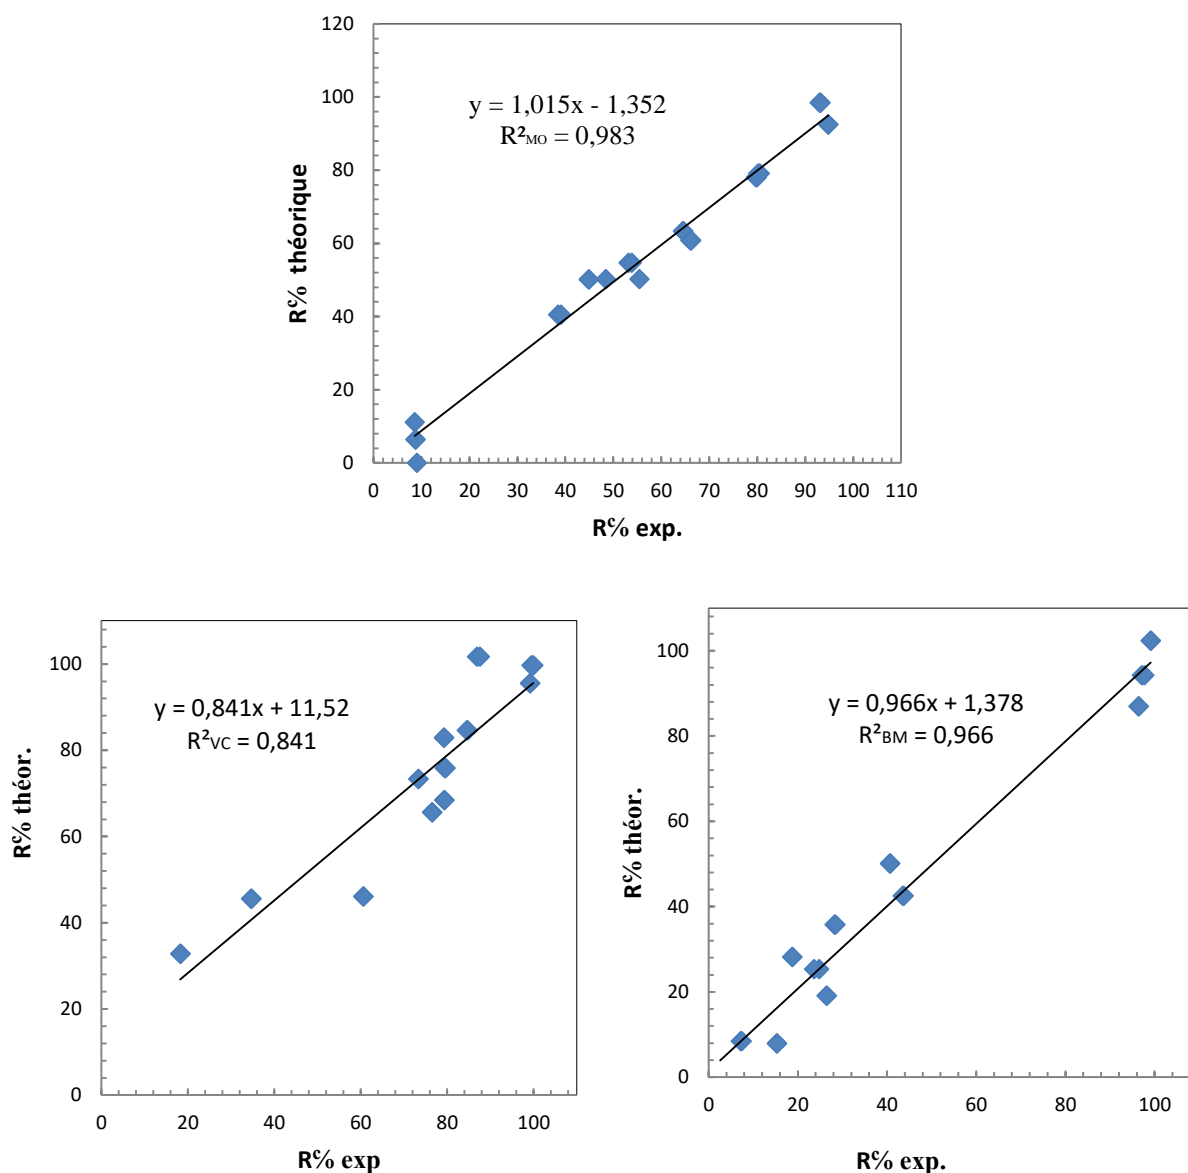 120
100
80
60
40
20
0
y = 1,015x - 1,352
R²MO = 0,983
R% théorique
0 10 20 30 40 50 60 70 80 90 100 110
R% exp.
100
80
60
40
20
0
y = 0,841x + 11,52
R²VC = 0,841
R% théor.
0 20 40 60 80 100
R% exp
100
80
60
40
20
0
y = 0,966x + 1,378
R²BM = 0,966
R% théor.
0 20 40 60 80 100
R% exp.